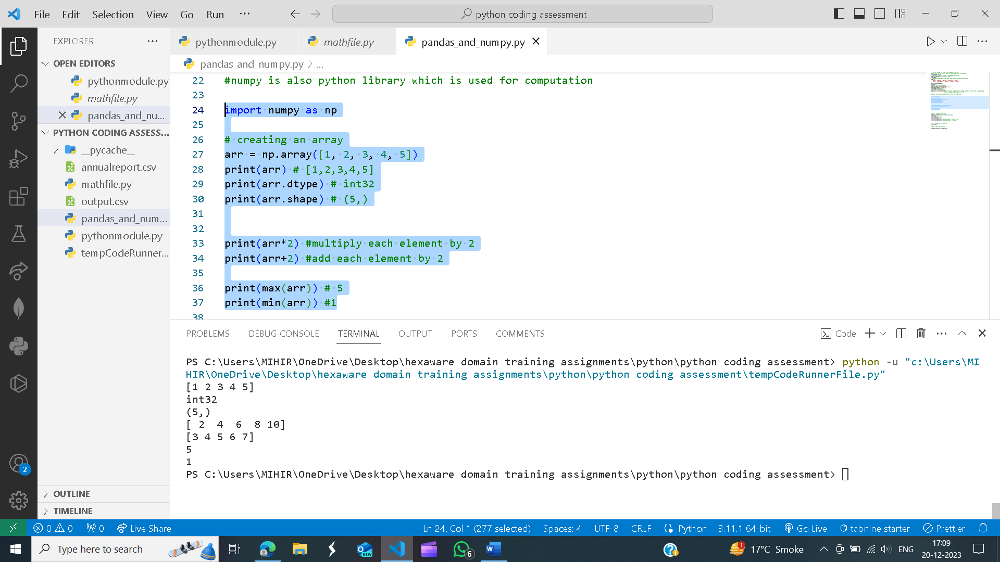 File Edit Selection View Go Run ...
python coding assessment
EXPLORER
pythonmodule.py
mathfile.py
pandas_and_numpy.py
OPEN EDITORS
pythonmodule.py
mathfile.py
pandas_and_nu...
PYTHON CODING ASSESS...
__pycache__
annualreport.csv
mathfile.py
output.csv
pandas_and_num...
pythonmodule.py
tempCodeRunner...
OUTLINE
TIMELINE
pandas_and_numpy.py > ...
22 #numpy is also python library which is used for computation
23
24 import numpy as np
25
26 # creating an array
27 arr = np.array([1, 2, 3, 4, 5])
28 print(arr) # [1,2,3,4,5]
29 print(arr.dtype) # int32
30 print(arr.shape) # (5,)
31
32
33 print(arr*2) #multiply each element by 2
34 print(arr+2) #add each element by 2
35
36 print(max(arr)) # 5
37 print(min(arr)) #1
38
PROBLEMS DEBUG CONSOLE TERMINAL OUTPUT PORTS COMMENTS
Code
PS C:\Users\MIHIR\OneDrive\Desktop\hexaware domain training assignments\python\python coding assessment> python -u "c:\Users\MI
HIR\OneDrive\Desktop\hexaware domain training assignments\python\python coding assessment\tempCodeRunnerFile.py"
[1 2 3 4 5]
int32
(5,)
[ 2  4  6  8 10]
[3 4 5 6 7]
5
1
PS C:\Users\MIHIR\OneDrive\Desktop\hexaware domain training assignments\python\python coding assessment>
2
0 0 0 Live Share
Ln 24, Col 1 (277 selected) Spaces: 4 UTF-8 CRLF Python 3.11.1 64-bit Go Live tabnine starter Prettier
Type here to search
NEW
6
1
17°C Smoke
ENG
17:09
20-12-2023